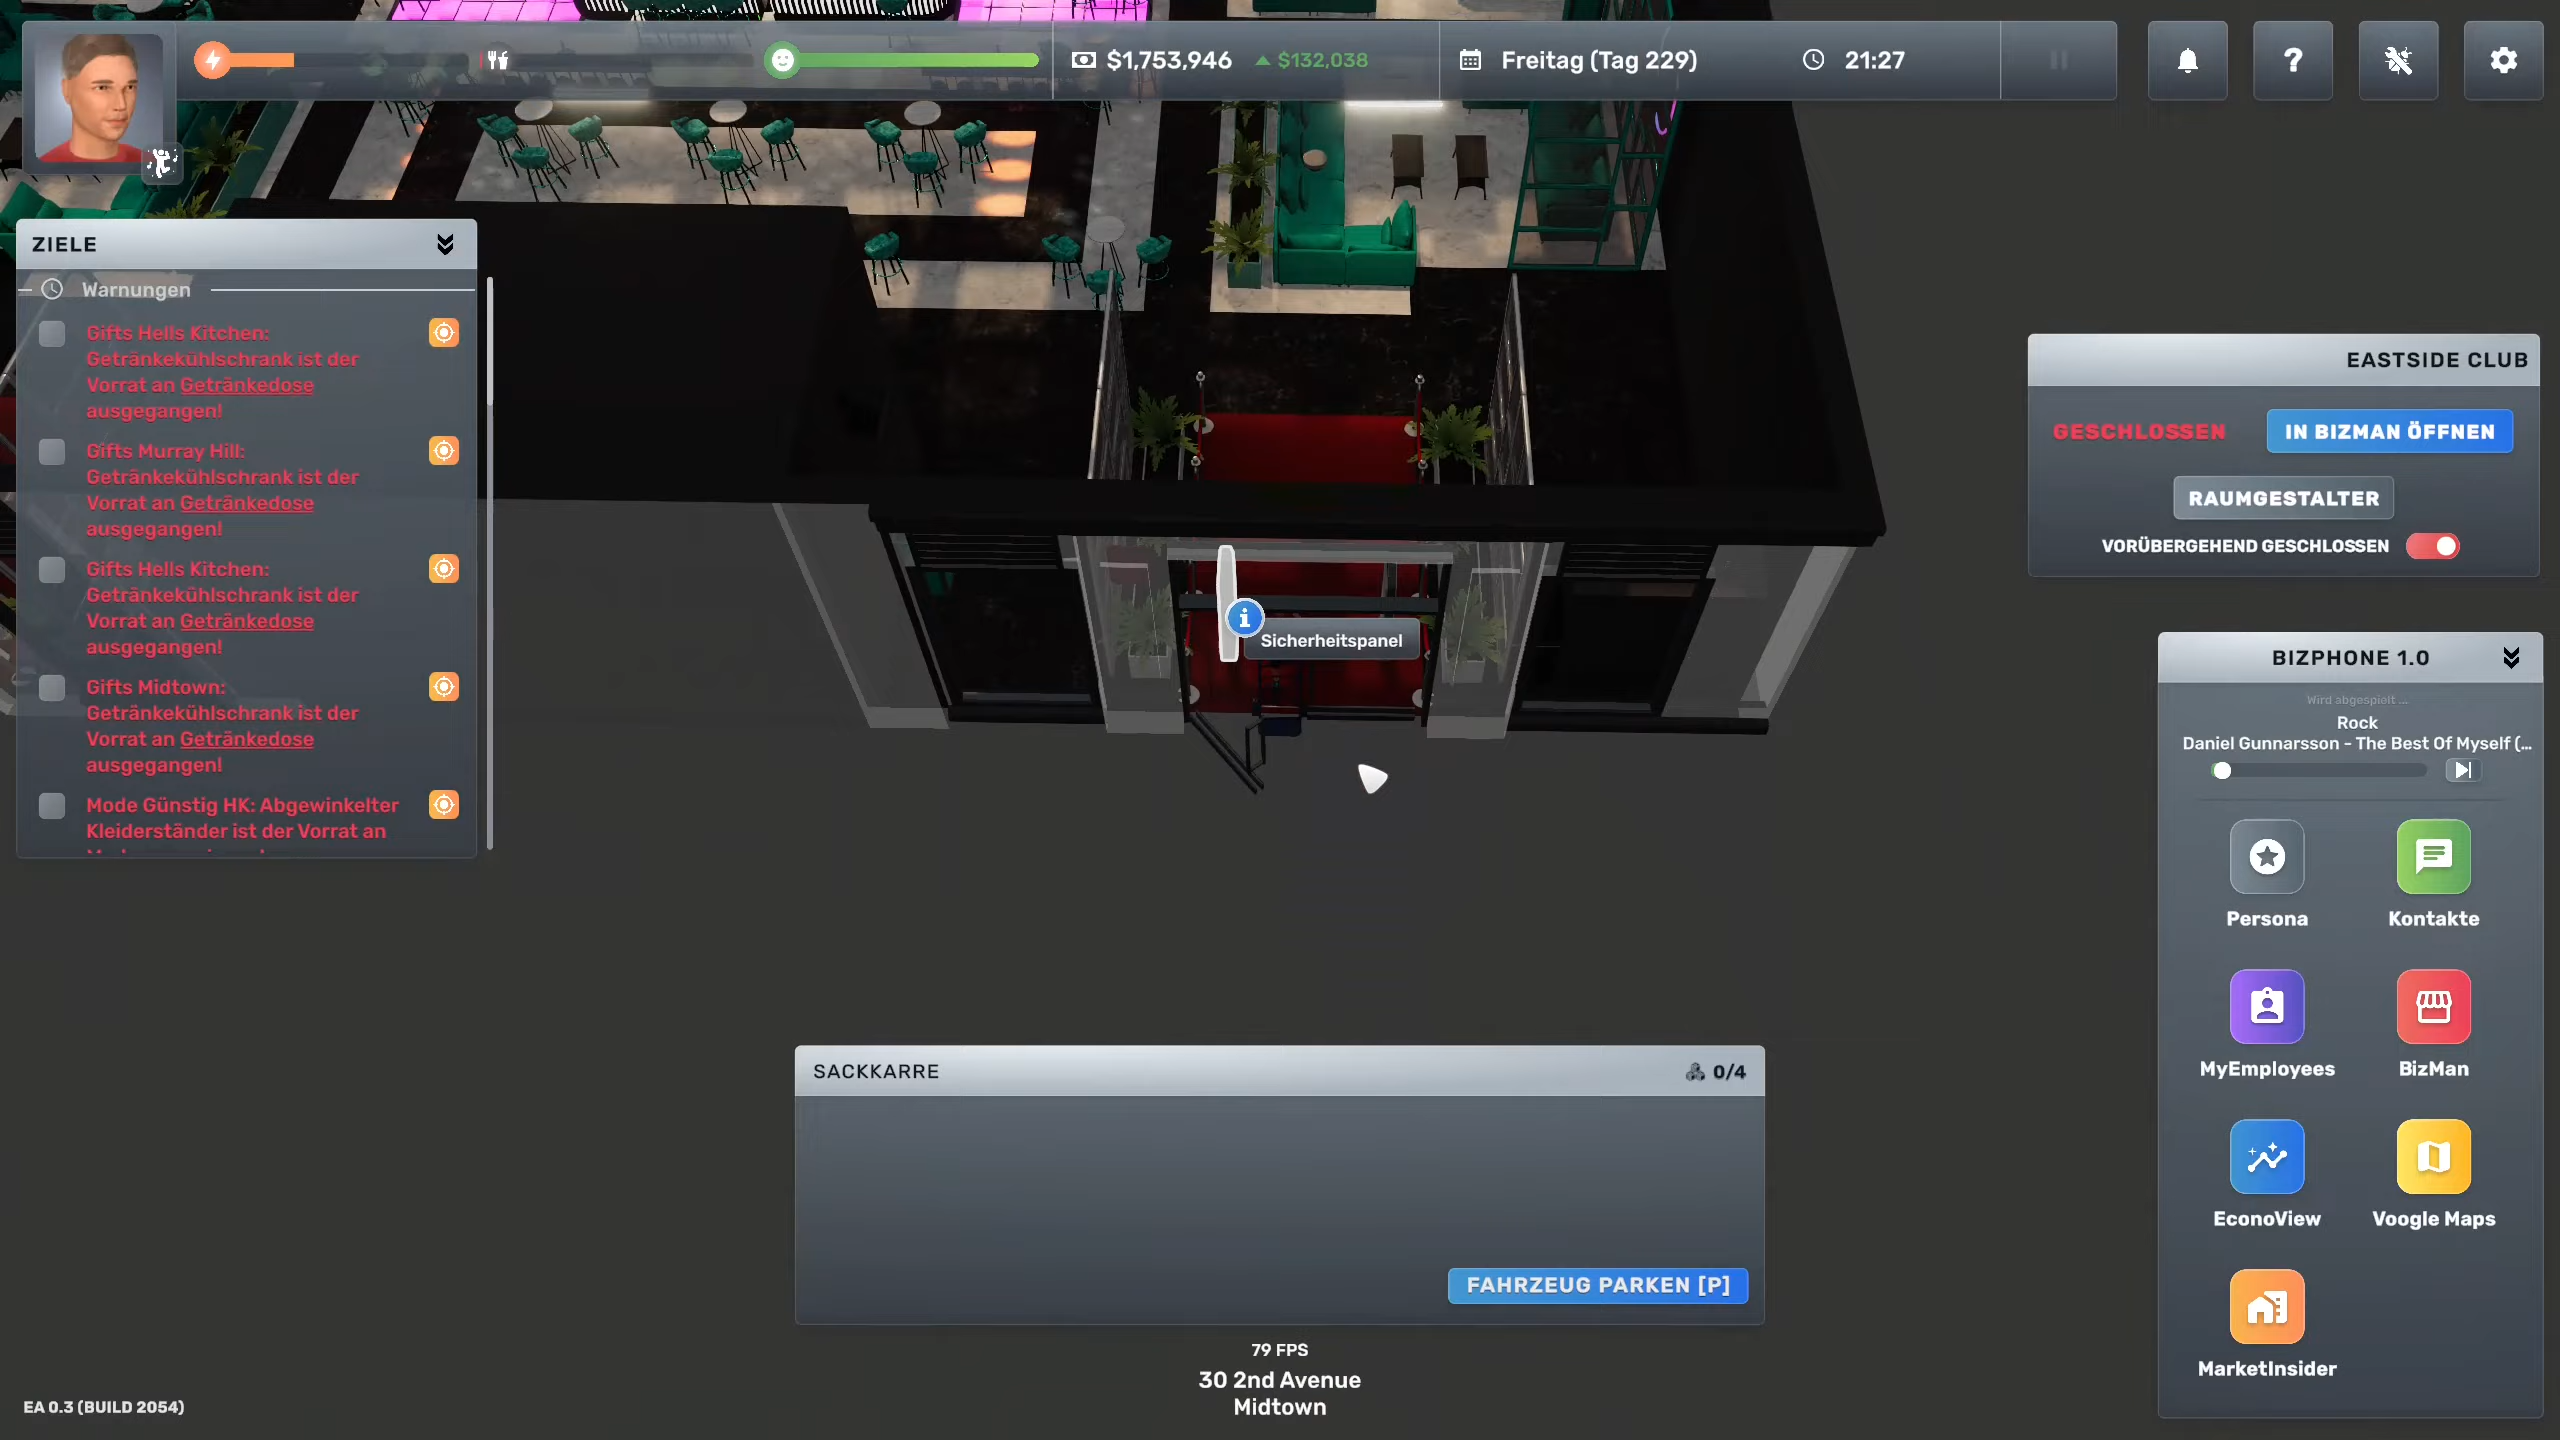 $1,753,946
$132,038
Freitag (Tag 229)
21:27
?
ZIELE
Warnungen
Gifts Hells Kitchen:
Getränkekühlschrank ist der
Vorrat an Getränkedose
ausgegangen!
Gifts Murray Hill:
Getränkekühlschrank ist der
Vorrat an Getränkedose
ausgegangen!
Gifts Hells Kitchen:
Getränkekühlschrank ist der
Vorrat an Getränkedose
ausgegangen!
Gifts Midtown:
Getränkekühlschrank ist der
Vorrat an Getränkedose
ausgegangen!
Mode Günstig HK: Abgewinkelter
Kleiderständer ist der Vorrat an
Sicherheitspanel
EASTSIDE CLUB
GESCHLOSSEN
IN BIZMAN ÖFFNEN
RAUMGESTALTER
VORÜBERGEHEND GESCHLOSSEN
BIZPHONE 1.0
Wird abgespielt ...
Rock
Daniel Gunnarsson - The Best Of Myself (...
Persona
Kontakte
MyEmployees
BizMan
EconoView
Voogle Maps
MarketInsider
SACKKARRE
0/4
FAHRZEUG PARKEN [P]
79 FPS
30 2nd Avenue
Midtown
EA 0.3 (BUILD 2054)